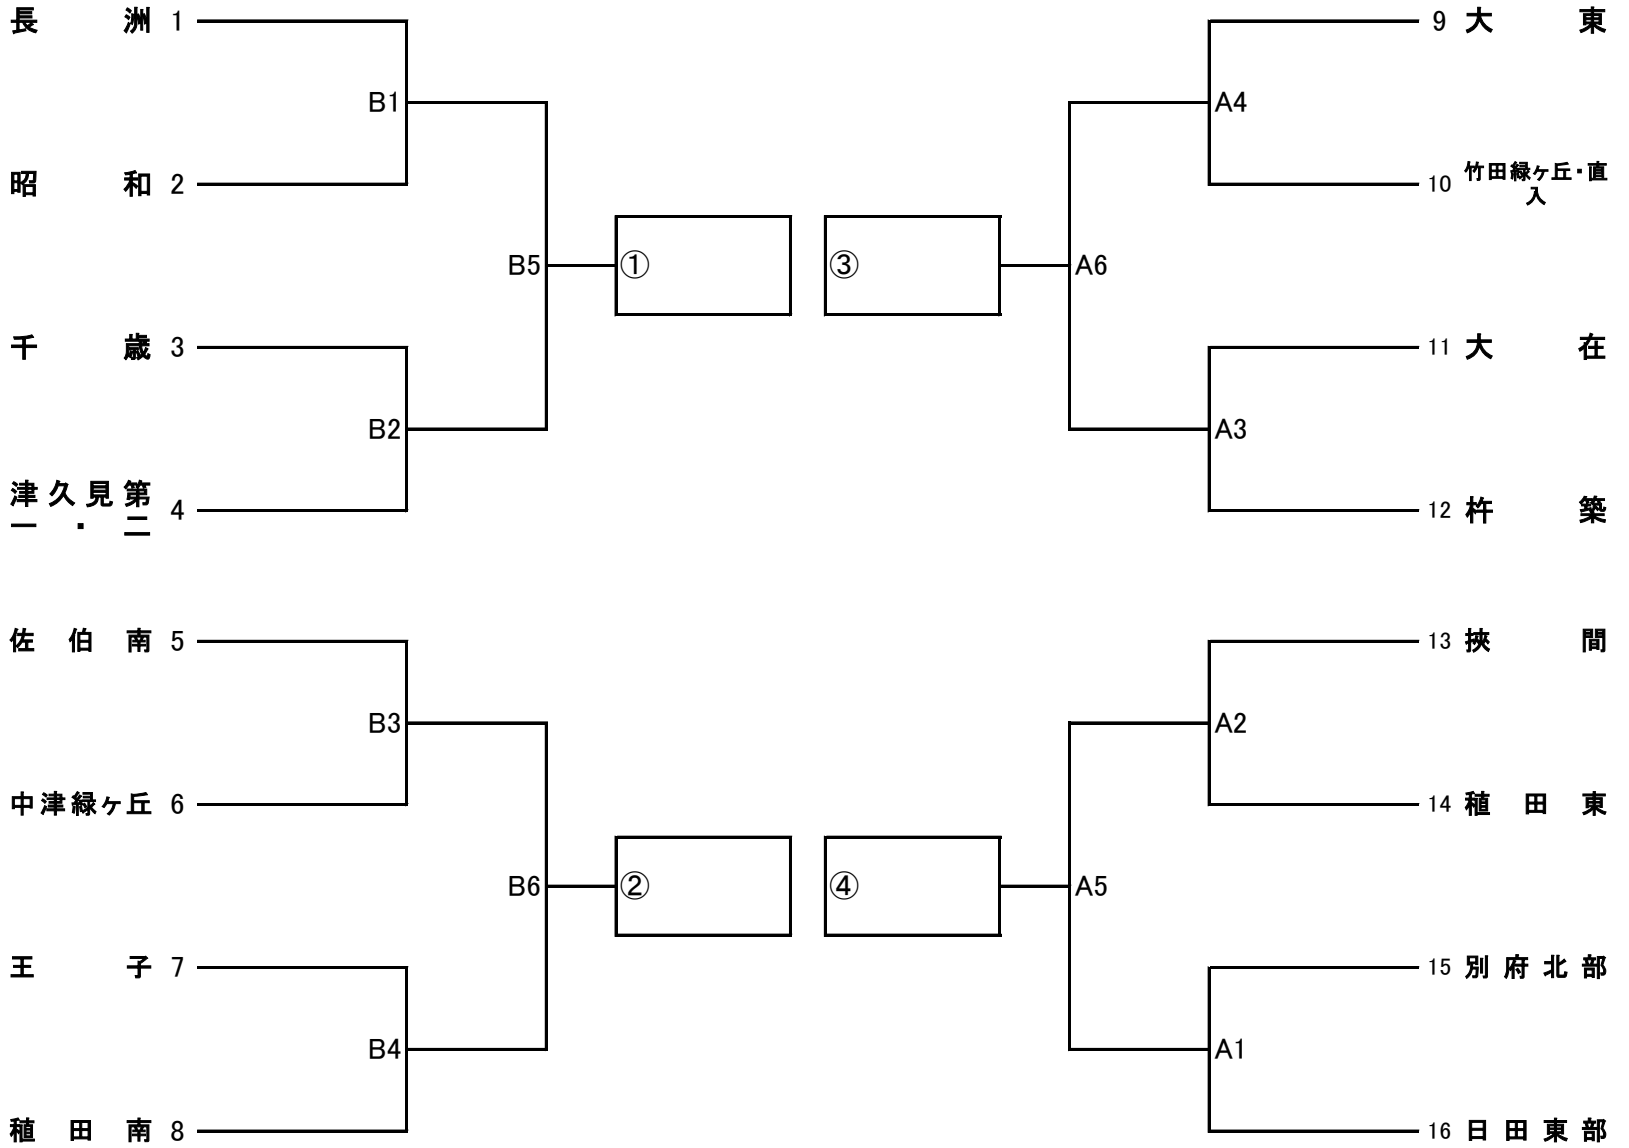 長洲 1
B1
昭和 2
B5
①
千歳 3
B2
津久見第
一・二
4
佐伯南 5
B3
中津緑ヶ丘 6
B6
②
王子 7
B4
稙田南 8
9 大東
A4
10 竹田緑ヶ丘・直
入
③
A6
11 大在
A3
12 杵築
13 挾間
A2
14 稙田東
④
A5
15 別府北部
A1
16 日田東部